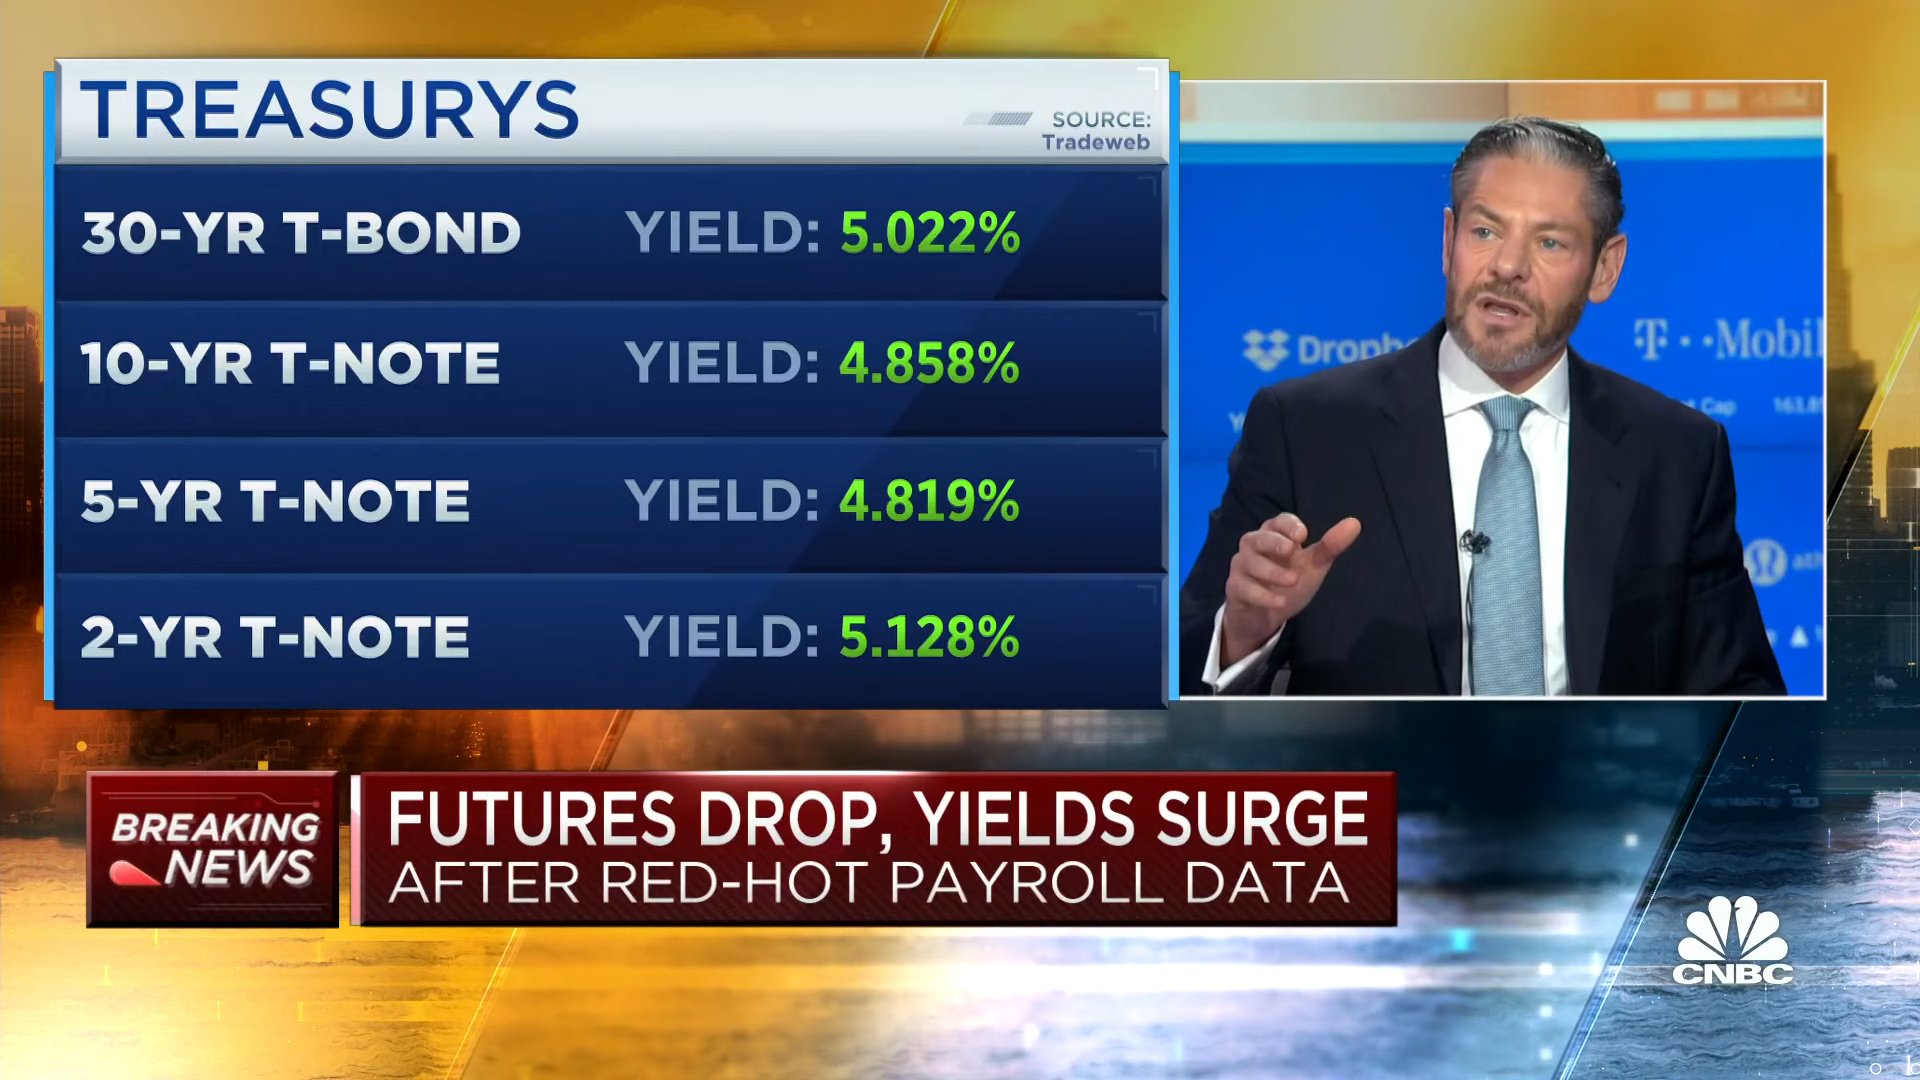 TREASURYS
SOURCE:
Tradeweb
30-YR T-BOND YIELD: 5.022%
10-YR T-NOTE YIELD: 4.858%
5-YR T-NOTE YIELD: 4.819%
2-YR T-NOTE YIELD: 5.128%
T··Mobil
Cap
BREAKING
NEWS
FUTURES DROP, YIELDS SURGE
AFTER RED-HOT PAYROLL DATA
CNBC